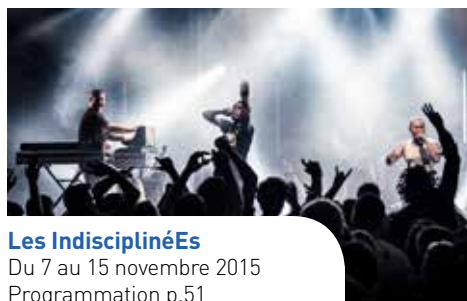 Les IndisciplinéEs
Du 7 au 15 novembre 2015
Programmation p.51